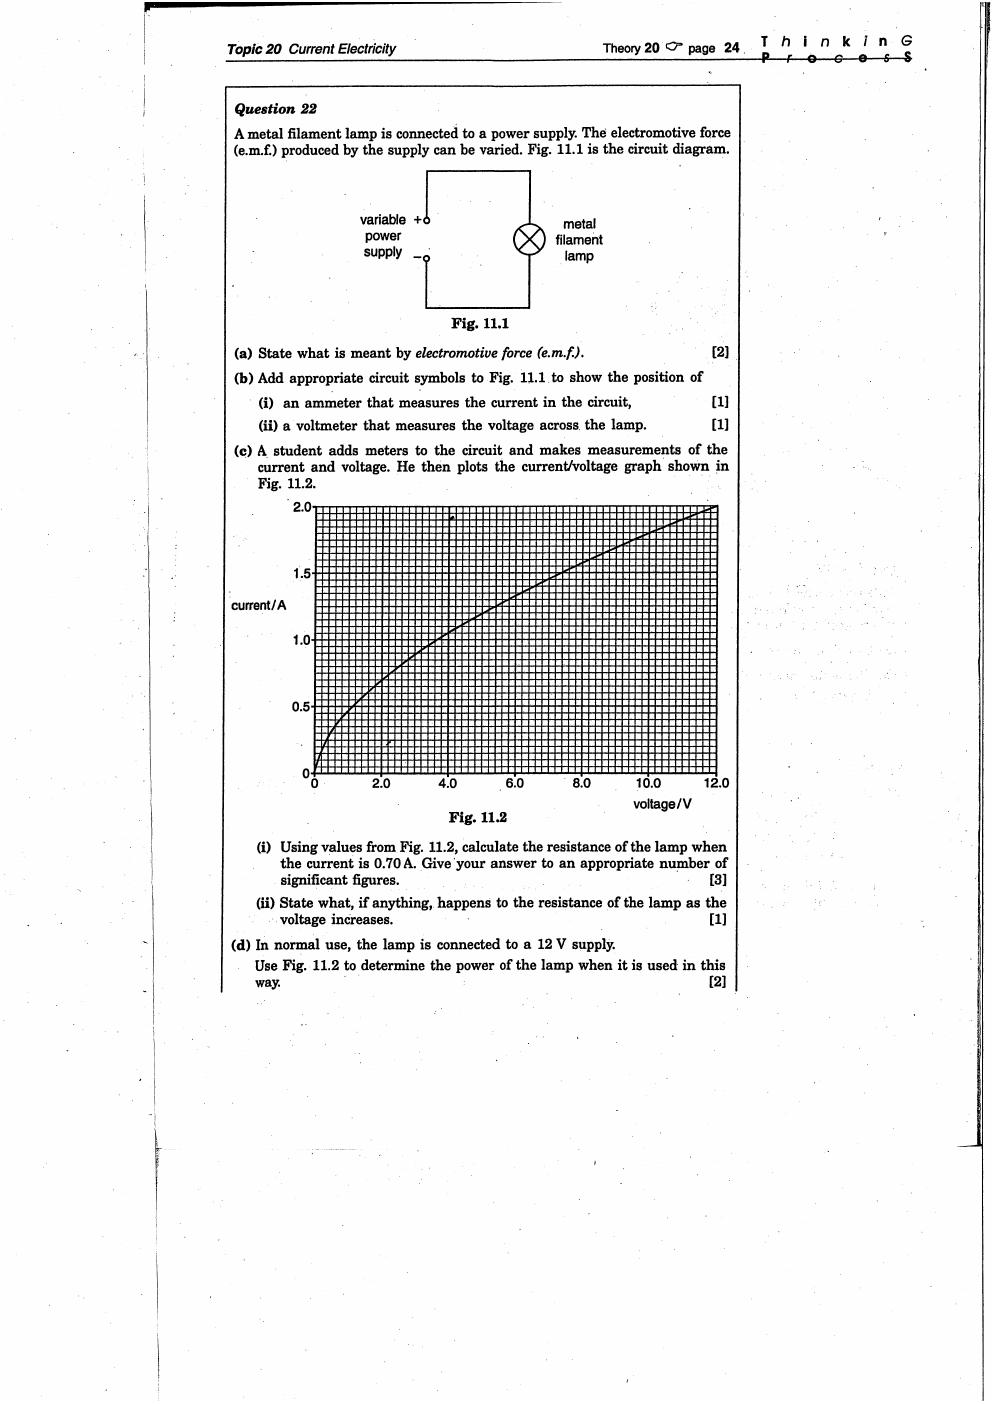 Topic 20 Current Electricity Theory 20 ☞ page 24 T h i n k i n G
P r o c e s S
Question 22
A metal filament lamp is connected to a power supply. The electromotive force
(e.m.f.) produced by the supply can be varied. Fig. 11.1 is the circuit diagram.
variable +
power
supply −
metal
filament
lamp
Fig. 11.1
(a) State what is meant by electromotive force (e.m.f.). [2]
(b) Add appropriate circuit symbols to Fig. 11.1 to show the position of
(i) an ammeter that measures the current in the circuit, [1]
(ii) a voltmeter that measures the voltage across the lamp. [1]
(c) A student adds meters to the circuit and makes measurements of the
current and voltage. He then plots the current/voltage graph shown in
Fig. 11.2.
2.0
1.5
current/A
1.0
0.5
0
0 2.0 4.0 6.0 8.0 10.0 12.0
voltage/V
Fig. 11.2
(i) Using values from Fig. 11.2, calculate the resistance of the lamp when
the current is 0.70 A. Give your answer to an appropriate number of
significant figures. [3]
(ii) State what, if anything, happens to the resistance of the lamp as the
voltage increases. [1]
(d) In normal use, the lamp is connected to a 12 V supply.
Use Fig. 11.2 to determine the power of the lamp when it is used in this
way. [2]